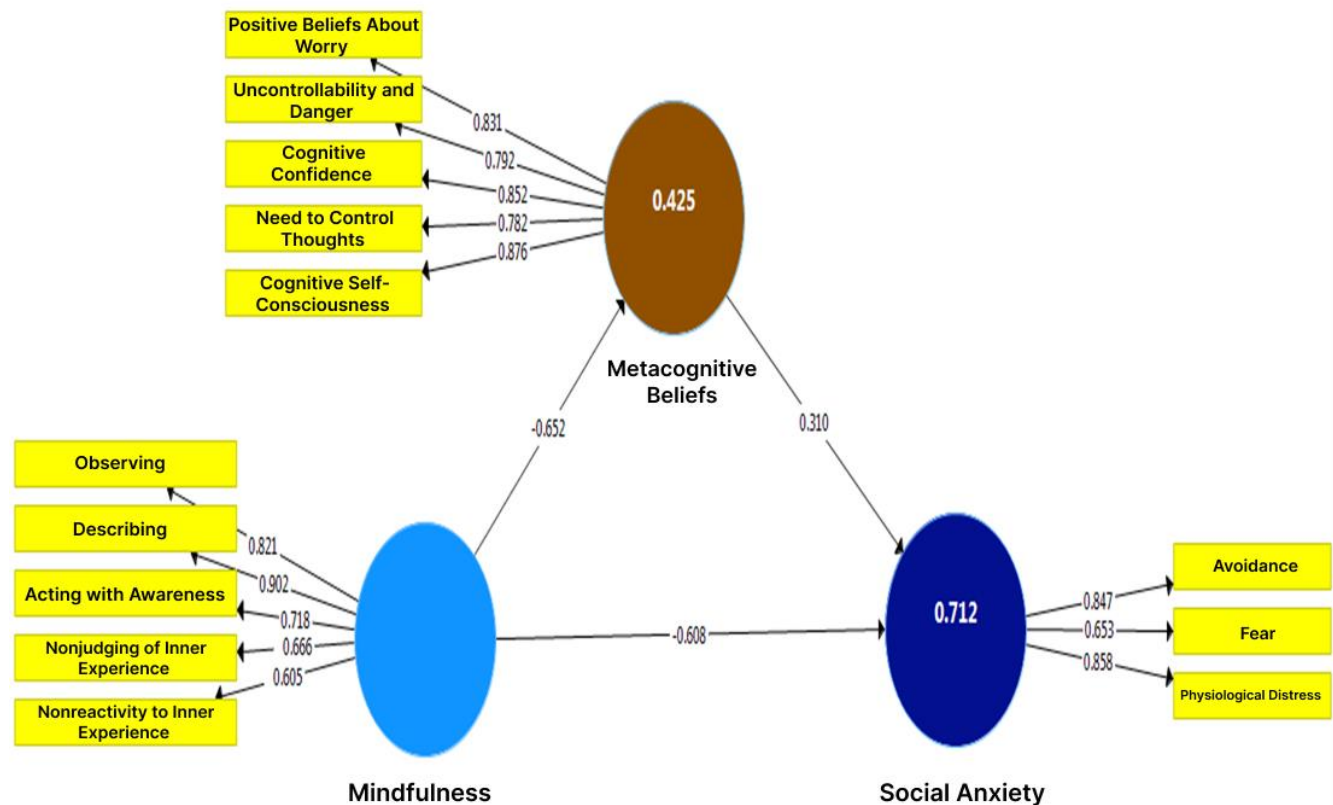 Positive Beliefs About
Worry
Uncontrollability and
Danger
Cognitive
Confidence
Need to Control
Thoughts
Cognitive Self-
Consciousness
0.831
0.792
0.852
0.782
0.876
0.425
Metacognitive
Beliefs
-0.652
0.310
Observing
Describing
Acting with Awareness
Nonjudging of Inner
Experience
Nonreactivity to Inner
Experience
0.821
0.902
0.718
0.666
0.605
-0.608
0.712
0.847
0.653
0.858
Avoidance
Fear
Physiological Distress
Mindfulness
Social Anxiety